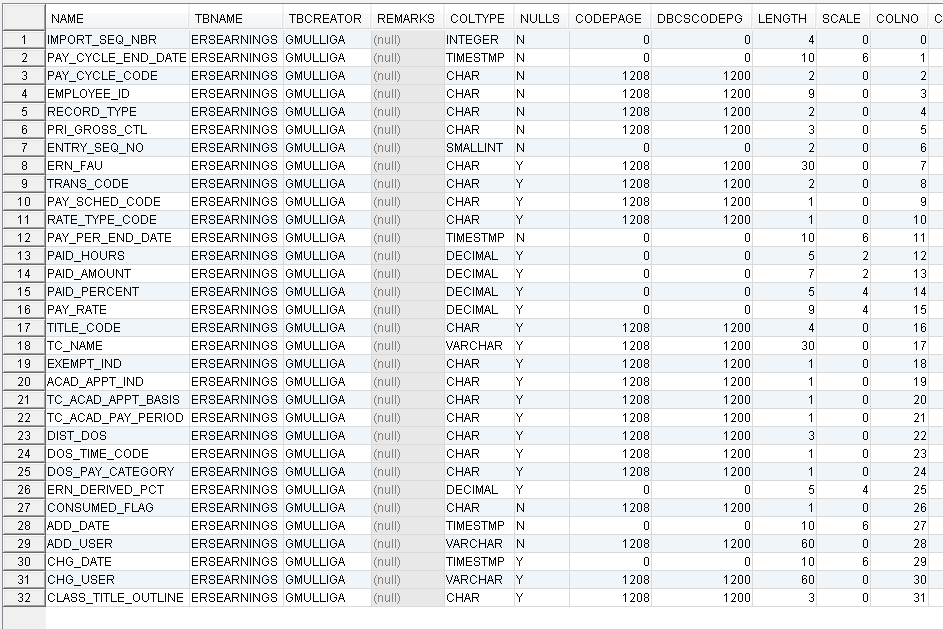 NAME TBNAME TBCREATOR REMARKS COLTYPE NULLS CODEPAGE DBCSCODEPG LENGTH SCALE COLNO C
1 IMPORT_SEQ_NBR ERSEARNINGS GMULLIGA (null) INTEGER N 0 0 4 0 0
2 PAY_CYCLE_END_DATE ERSEARNINGS GMULLIGA (null) TIMESTMP N 0 0 10 6 1
3 PAY_CYCLE_CODE ERSEARNINGS GMULLIGA (null) CHAR N 1208 1200 2 0 2
4 EMPLOYEE_ID ERSEARNINGS GMULLIGA (null) CHAR N 1208 1200 9 0 3
5 RECORD_TYPE ERSEARNINGS GMULLIGA (null) CHAR N 1208 1200 2 0 4
6 PRI_GROSS_CTL ERSEARNINGS GMULLIGA (null) CHAR N 1208 1200 3 0 5
7 ENTRY_SEQ_NO ERSEARNINGS GMULLIGA (null) SMALLINT N 0 0 2 0 6
8 ERN_FAU ERSEARNINGS GMULLIGA (null) CHAR Y 1208 1200 30 0 7
9 TRANS_CODE ERSEARNINGS GMULLIGA (null) CHAR Y 1208 1200 2 0 8
10 PAY_SCHED_CODE ERSEARNINGS GMULLIGA (null) CHAR Y 1208 1200 1 0 9
11 RATE_TYPE_CODE ERSEARNINGS GMULLIGA (null) CHAR Y 1208 1200 1 0 10
12 PAY_PER_END_DATE ERSEARNINGS GMULLIGA (null) TIMESTMP N 0 0 10 6 11
13 PAID_HOURS ERSEARNINGS GMULLIGA (null) DECIMAL Y 0 0 5 2 12
14 PAID_AMOUNT ERSEARNINGS GMULLIGA (null) DECIMAL Y 0 0 7 2 13
15 PAID_PERCENT ERSEARNINGS GMULLIGA (null) DECIMAL Y 0 0 5 4 14
16 PAY_RATE ERSEARNINGS GMULLIGA (null) DECIMAL Y 0 0 9 4 15
17 TITLE_CODE ERSEARNINGS GMULLIGA (null) CHAR Y 1208 1200 4 0 16
18 TC_NAME ERSEARNINGS GMULLIGA (null) VARCHAR Y 1208 1200 30 0 17
19 EXEMPT_IND ERSEARNINGS GMULLIGA (null) CHAR Y 1208 1200 1 0 18
20 ACAD_APPT_IND ERSEARNINGS GMULLIGA (null) CHAR Y 1208 1200 1 0 19
21 TC_ACAD_APPT_BASIS ERSEARNINGS GMULLIGA (null) CHAR Y 1208 1200 1 0 20
22 TC_ACAD_PAY_PERIOD ERSEARNINGS GMULLIGA (null) CHAR Y 1208 1200 1 0 21
23 DIST_DOS ERSEARNINGS GMULLIGA (null) CHAR Y 1208 1200 3 0 22
24 DOS_TIME_CODE ERSEARNINGS GMULLIGA (null) CHAR Y 1208 1200 1 0 23
25 DOS_PAY_CATEGORY ERSEARNINGS GMULLIGA (null) CHAR Y 1208 1200 1 0 24
26 ERN_DERIVED_PCT ERSEARNINGS GMULLIGA (null) DECIMAL Y 0 0 5 4 25
27 CONSUMED_FLAG ERSEARNINGS GMULLIGA (null) CHAR N 1208 1200 1 0 26
28 ADD_DATE ERSEARNINGS GMULLIGA (null) TIMESTMP N 0 0 10 6 27
29 ADD_USER ERSEARNINGS GMULLIGA (null) VARCHAR N 1208 1200 60 0 28
30 CHG_DATE ERSEARNINGS GMULLIGA (null) TIMESTMP Y 0 0 10 6 29
31 CHG_USER ERSEARNINGS GMULLIGA (null) VARCHAR Y 1208 1200 60 0 30
32 CLASS_TITLE_OUTLINE ERSEARNINGS GMULLIGA (null) CHAR Y 1208 1200 3 0 31